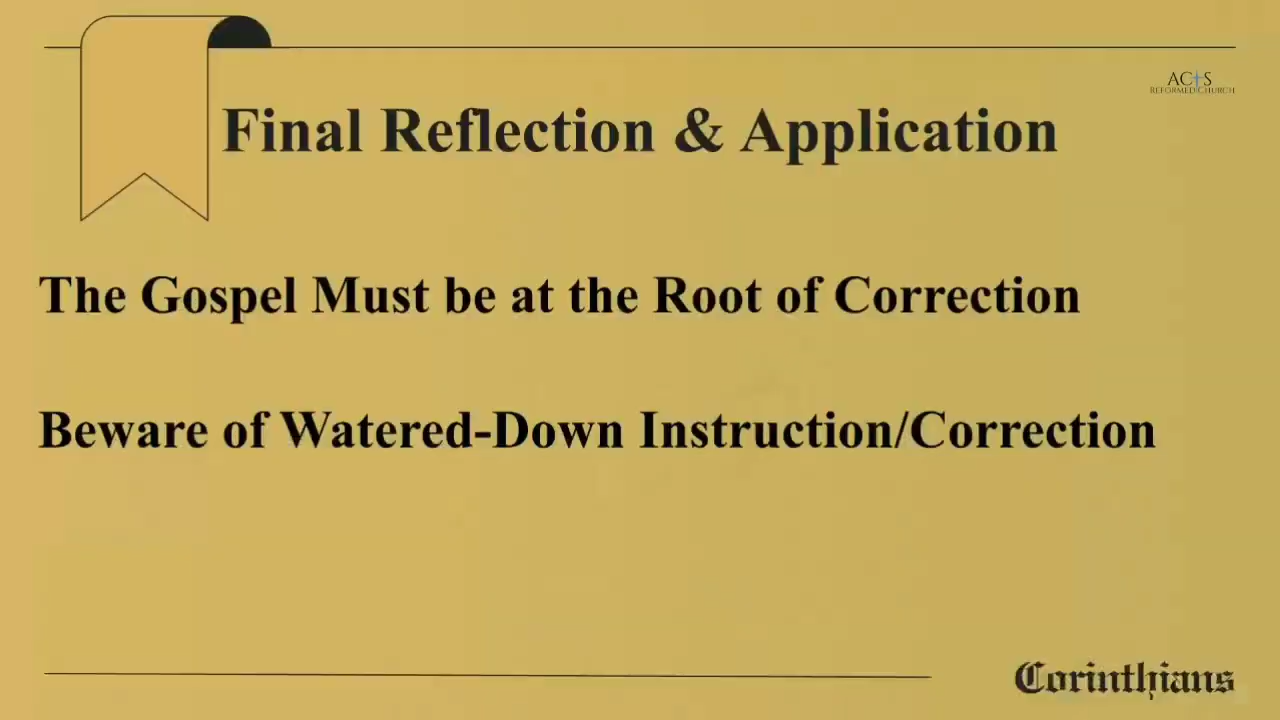 ACTS
REFORMED CHURCH
Final Reflection & Application
The Gospel Must be at the Root of Correction
Beware of Watered-Down Instruction/Correction
Corinthians